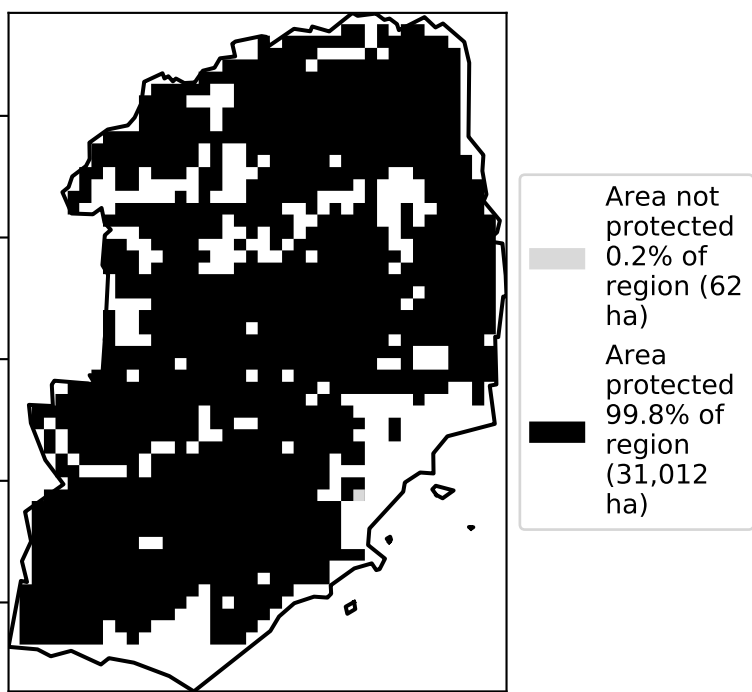 Area not
protected
0.2% of
region (62
ha)
Area
protected
99.8% of
region
(31,012
ha)